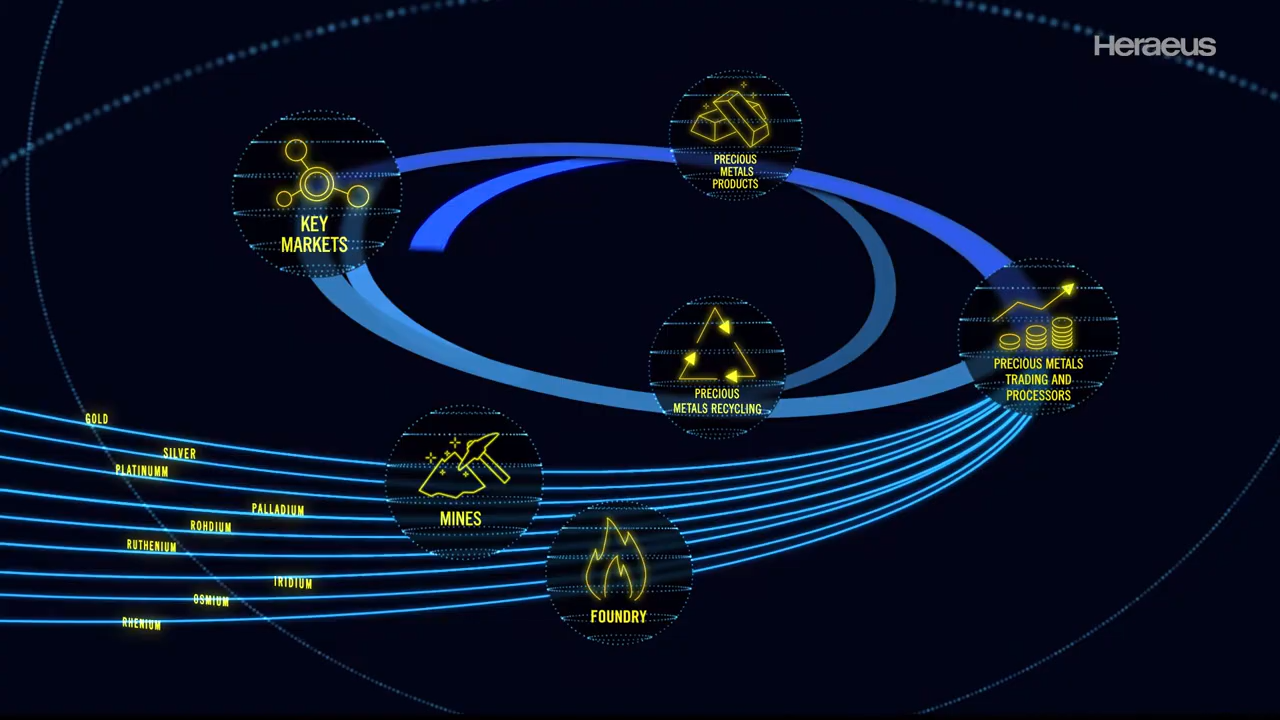 Heraeus
PRECIOUS
METALS
PRODUCTS
KEY
MARKETS
PRECIOUS METALS
TRADING AND
PROCESSORS
PRECIOUS
METALS RECYCLING
GOLD
SILVER
PLATINUMM
PALLADIUM
ROHDIUM
RUTHENIUM
IRIDIUM
OSMIUM
RHENIUM
MINES
FOUNDRY